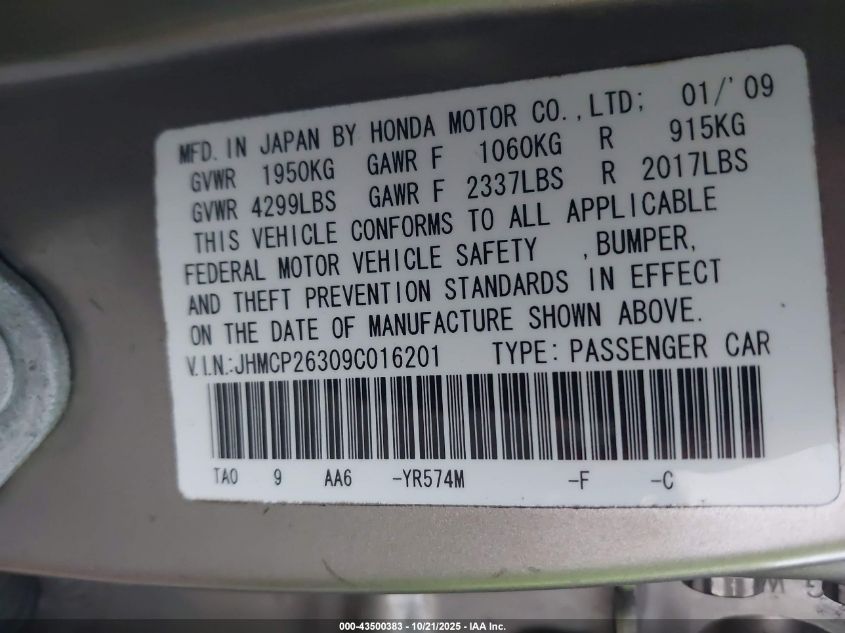 MFD. IN JAPAN BY HONDA MOTOR CO., LTD; 01/'09
GVWR 1950KG GAWR F 1060KG R 915KG
GVWR 4299LBS GAWR F 2337LBS R 2017LBS
THIS VEHICLE CONFORMS TO ALL APPLICABLE
FEDERAL MOTOR VEHICLE SAFETY , BUMPER,
AND THEFT PREVENTION STANDARDS IN EFFECT
ON THE DATE OF MANUFACTURE SHOWN ABOVE.
V.I.N.:JHMCP26309C016201 TYPE: PASSENGER CAR
TA0 9 AA6 -YR574M -F -C
000-43500383 - 10/21/2025 - IAA Inc.